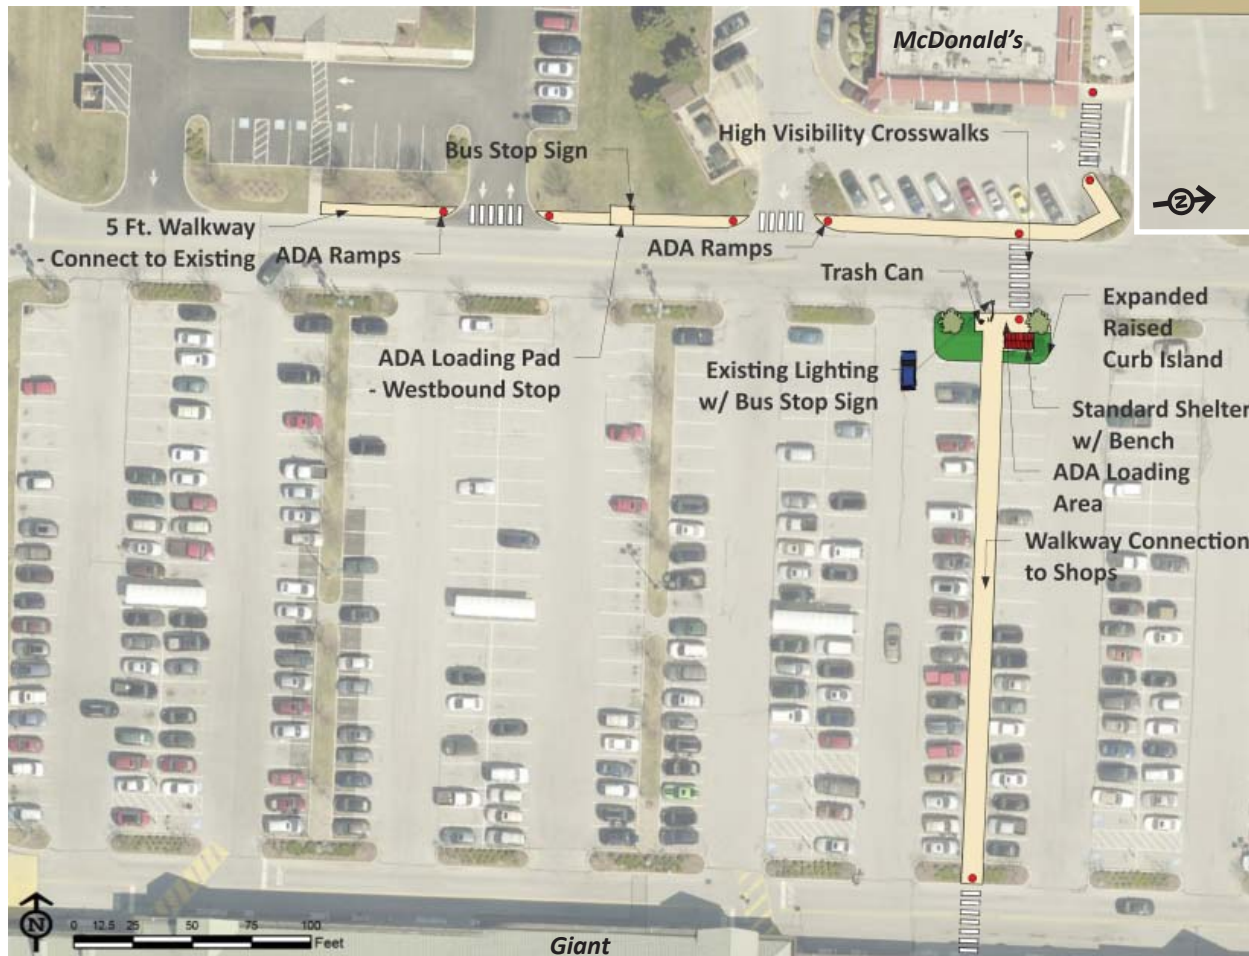 McDonald's
High Visibility Crosswalks
Bus Stop Sign
N
5 Ft. Walkway
- Connect to Existing
ADA Ramps
ADA Ramps
Trash Can
Expanded
Raised
Curb Island
ADA Loading Pad
- Westbound Stop
Existing Lighting
w/ Bus Stop Sign
Standard Shelter
w/ Bench
ADA Loading
Area
Walkway Connection
to Shops
N
0 12.5 25 50 75 100
Feet
Giant